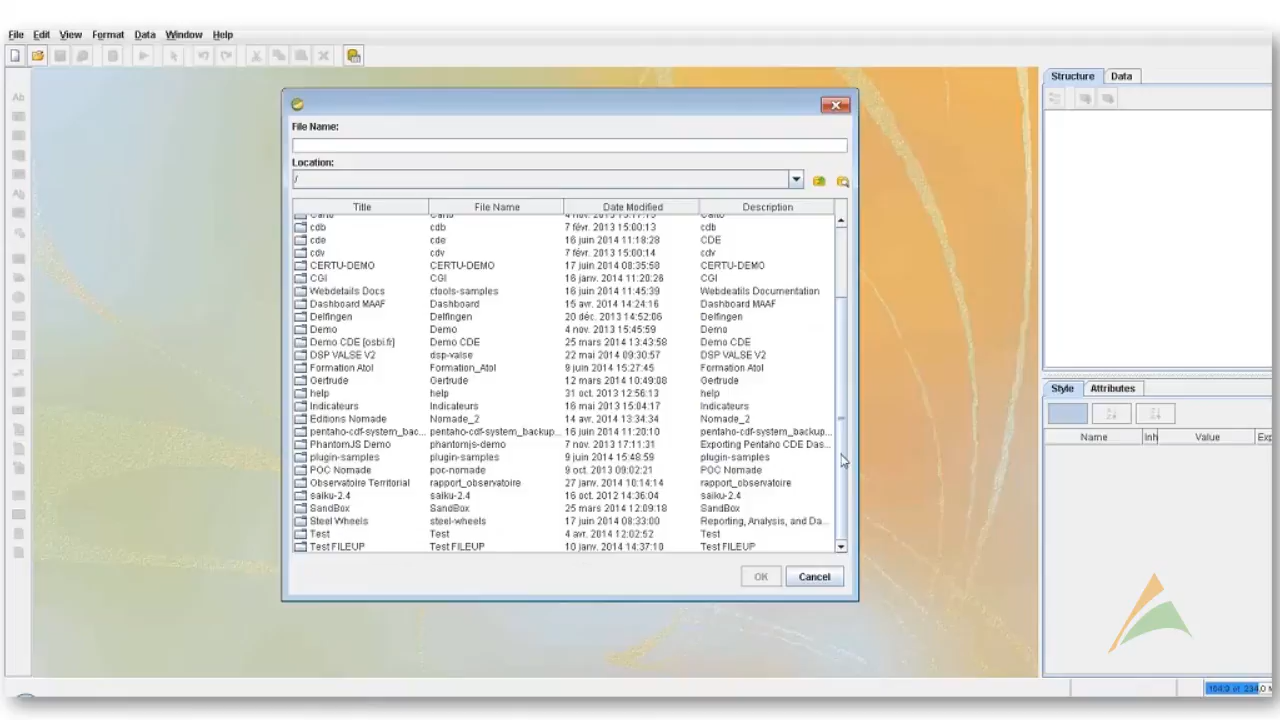 File Edit View Format Data Window Help
Structure Data
File Name:
Location:
/
Title File Name Date Modified Description
cdb cdb 7 févr. 2013 15:00:13 cdb
cde cde 16 juin 2014 11:18:28 CDE
cdv cdv 7 févr. 2013 15:00:14 cdv
CERTU-DEMO CERTU-DEMO 17 juin 2014 08:35:58 CERTU-DEMO
CGI CGI 16 janv. 2014 11:20:26 CGI
Webdetails Docs ctools-samples 16 juin 2014 11:45:39 Webdeatils Documentation
Dashboard MAAF Dashboard 15 avr. 2014 14:24:16 Dashboard MAAF
Delfingen Delfingen 20 déc. 2013 14:52:06 Delfingen
Demo Demo 4 nov. 2013 15:45:59 Demo
Demo CDE [osbi.fr] Demo CDE 25 mars 2014 13:43:58 Demo CDE
DSP VALSE V2 dsp-valse 22 mai 2014 09:30:57 DSP VALSE V2
Formation Atol Formation_Atol 9 juin 2014 15:27:45 Formation Atol
Gertrude Gertrude 12 mars 2014 10:49:08 Gertrude
help help 31 oct. 2013 12:56:13 help
Indicateurs Indicateurs 16 mai 2013 15:04:17 Indicateurs
Editions Nomade Nomade_2 14 avr. 2014 13:34:34 Nomade_2
pentaho-cdf-system_bac... pentaho-cdf-system_backup... 16 juin 2014 11:20:10 pentaho-cdf-system_backup...
PhantomJS Demo phantomjs-demo 7 nov. 2013 17:11:31 Exporting Pentaho CDE Das...
plugin-samples plugin-samples 9 juin 2014 15:48:59 plugin-samples
POC Nomade poc-nomade 9 oct. 2013 09:02:21 POC Nomade
Observatoire Territorial rapport_observatoire 27 janv. 2014 10:14:14 rapport_observatoire
saiku-2.4 saiku-2.4 16 oct. 2012 14:36:04 saiku-2.4
SandBox SandBox 25 mars 2014 12:09:18 SandBox
Steel Wheels steel-wheels 17 juin 2014 08:33:00 Reporting, Analysis, and Da...
Test Test 4 avr. 2014 12:02:52 Test
Test FILEUP Test FILEUP 10 janv. 2014 14:37:10 Test FILEUP
OK Cancel
Style Attributes
Name Inh Value Exp